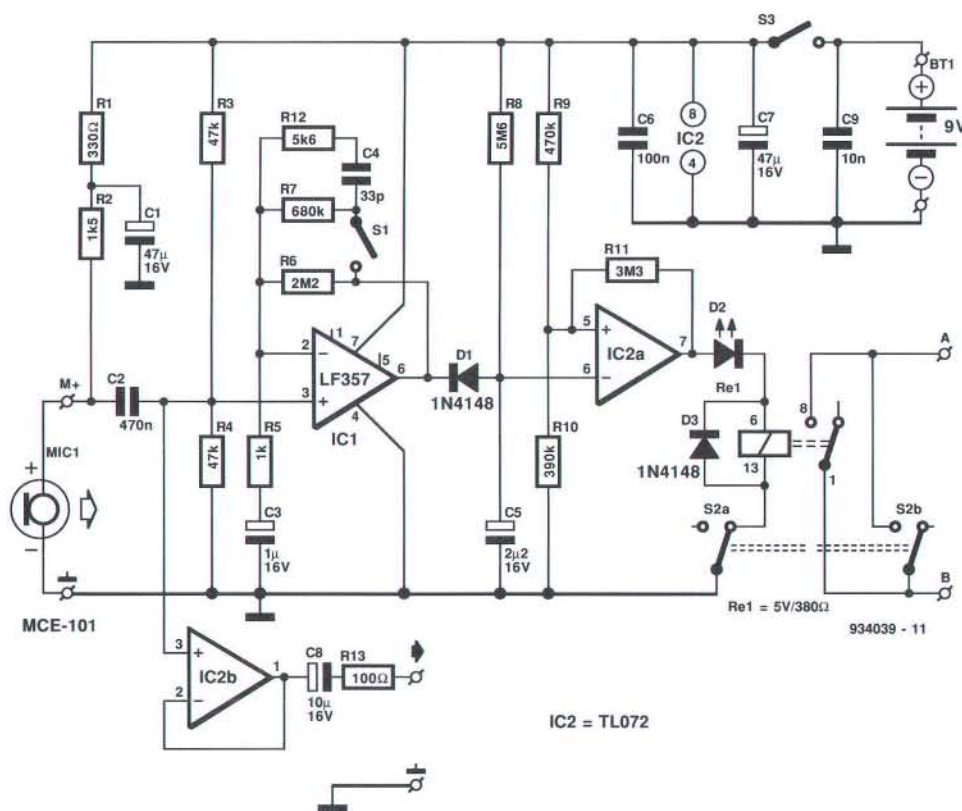 S3
R1
330Ω
R3
47k
R12
5k6
R8
5M6
R9
470k
C6
100n
8
IC2
4
C7
47µ
16V
C9
10n
BT1
+
9V
−
C4
33p
R2
1k5
C1
47µ
16V
R7
680k
S1
R6
2M2
R11
3M3
1
7
2
−
LF357
5
6
3
+
4
IC1
D1
1N4148
5
+
IC2a
7
6
−
D2
Re1
A
M+
C2
470n
MIC1
+
−
R4
47k
R5
1k
C3
1µ
16V
R10
390k
C5
2µ2
16V
D3
1N4148
6
13
8
1
S2a
S2b
B
MCE-101
Re1 = 5V/380Ω
934039 - 11
3
+
IC2b
1
2
−
C8
10µ
16V
R13
100Ω
IC2 = TL072